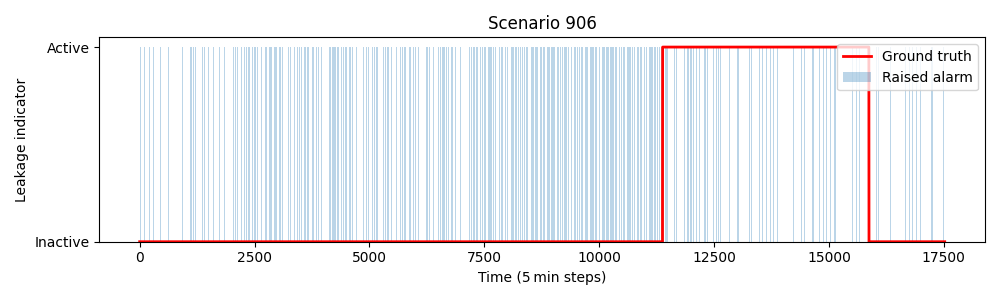 Scenario 906
Active
Inactive
Leakage indicator
Ground truth
Raised alarm
0 2500 5000 7500 10000 12500 15000 17500
Time (5 min steps)